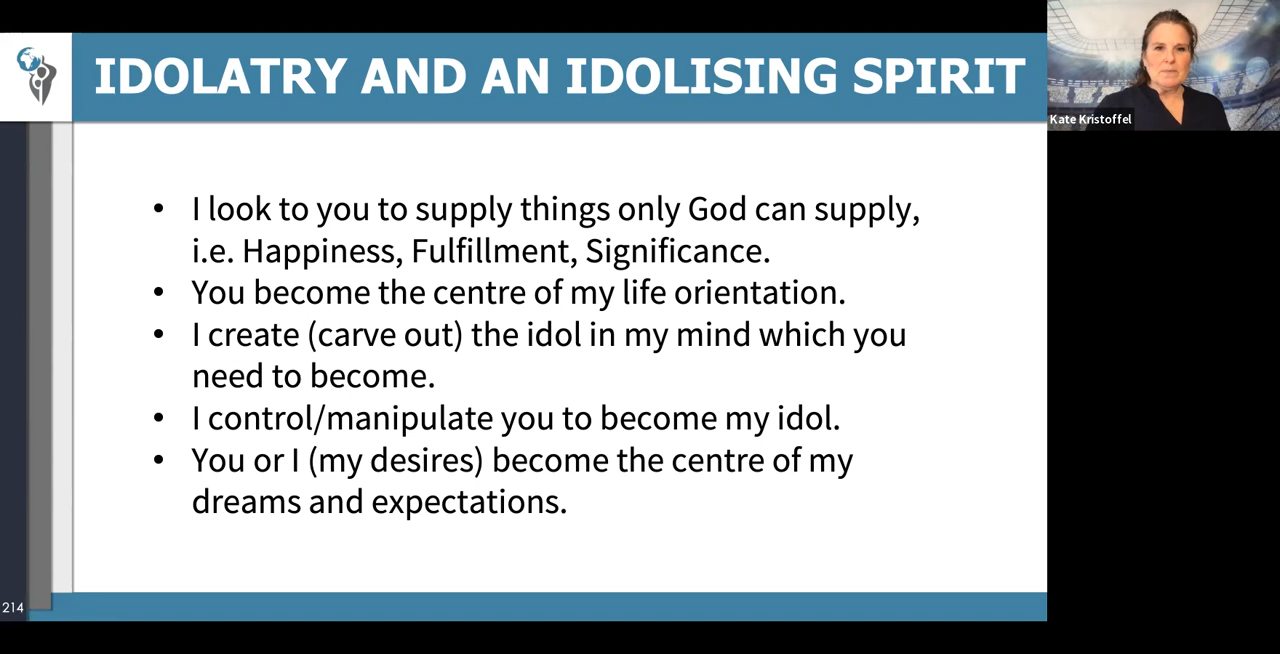 IDOLATRY AND AN IDOLISING SPIRIT
Kate Kristoffel
• I look to you to supply things only God can supply,
i.e. Happiness, Fulfillment, Significance.
• You become the centre of my life orientation.
• I create (carve out) the idol in my mind which you
need to become.
• I control/manipulate you to become my idol.
• You or I (my desires) become the centre of my
dreams and expectations.
214